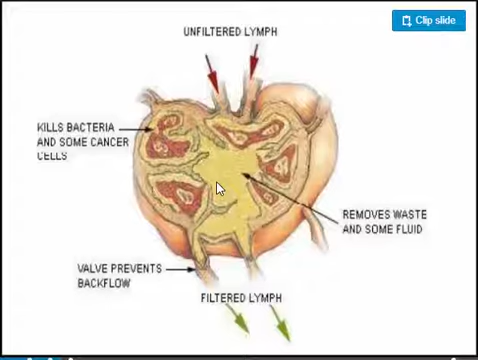 Clip slide
UNFILTERED LYMPH
KILLS BACTERIA
AND SOME CANCER
CELLS
REMOVES WASTE
AND SOME FLUID
VALVE PREVENTS
BACKFLOW
FILTERED LYMPH